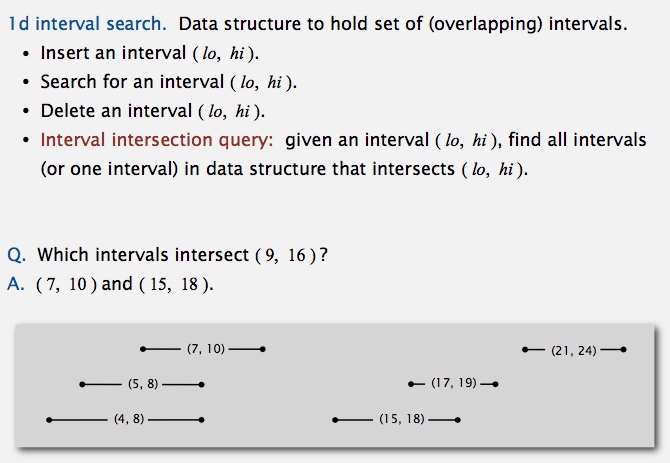 1d interval search. Data structure to hold set of (overlapping) intervals.
• Insert an interval ( lo, hi ).
• Search for an interval ( lo, hi ).
• Delete an interval ( lo, hi ).
• Interval intersection query: given an interval ( lo, hi ), find all intervals
(or one interval) in data structure that intersects ( lo, hi ).
Q. Which intervals intersect ( 9, 16 ) ?
A. ( 7, 10 ) and ( 15, 18 ).
(7, 10)
(21, 24)
(5, 8)
(17, 19)
(4, 8)
(15, 18)